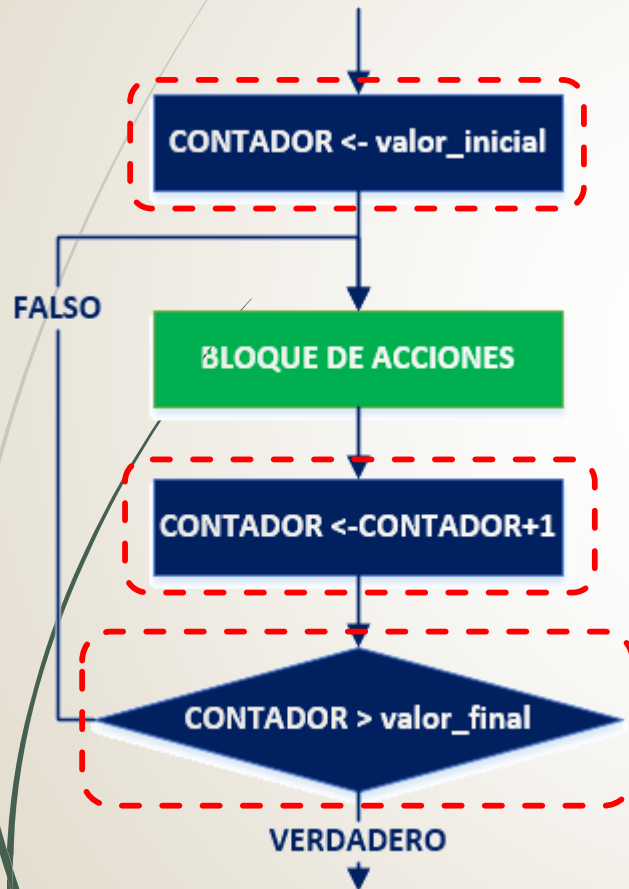 CONTADOR <- valor_inicial
FALSO
BLOQUE DE ACCIONES
CONTADOR <-CONTADOR+1
CONTADOR > valor_final
VERDADERO